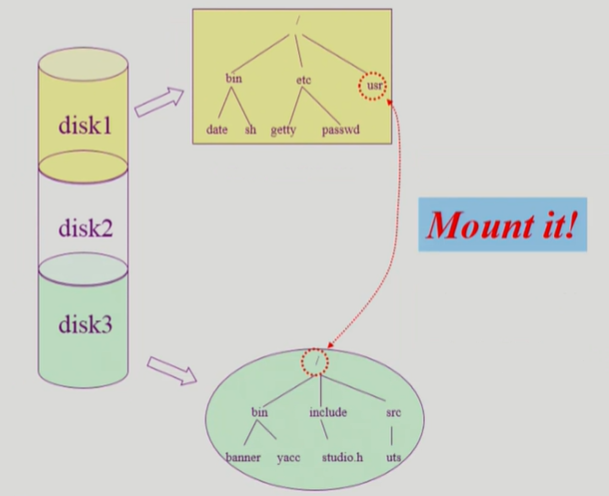 /
bin etc usr
date sh getty passwd
disk1
disk2
Mount it!
disk3
/
bin include src
banner yacc studio.h uts